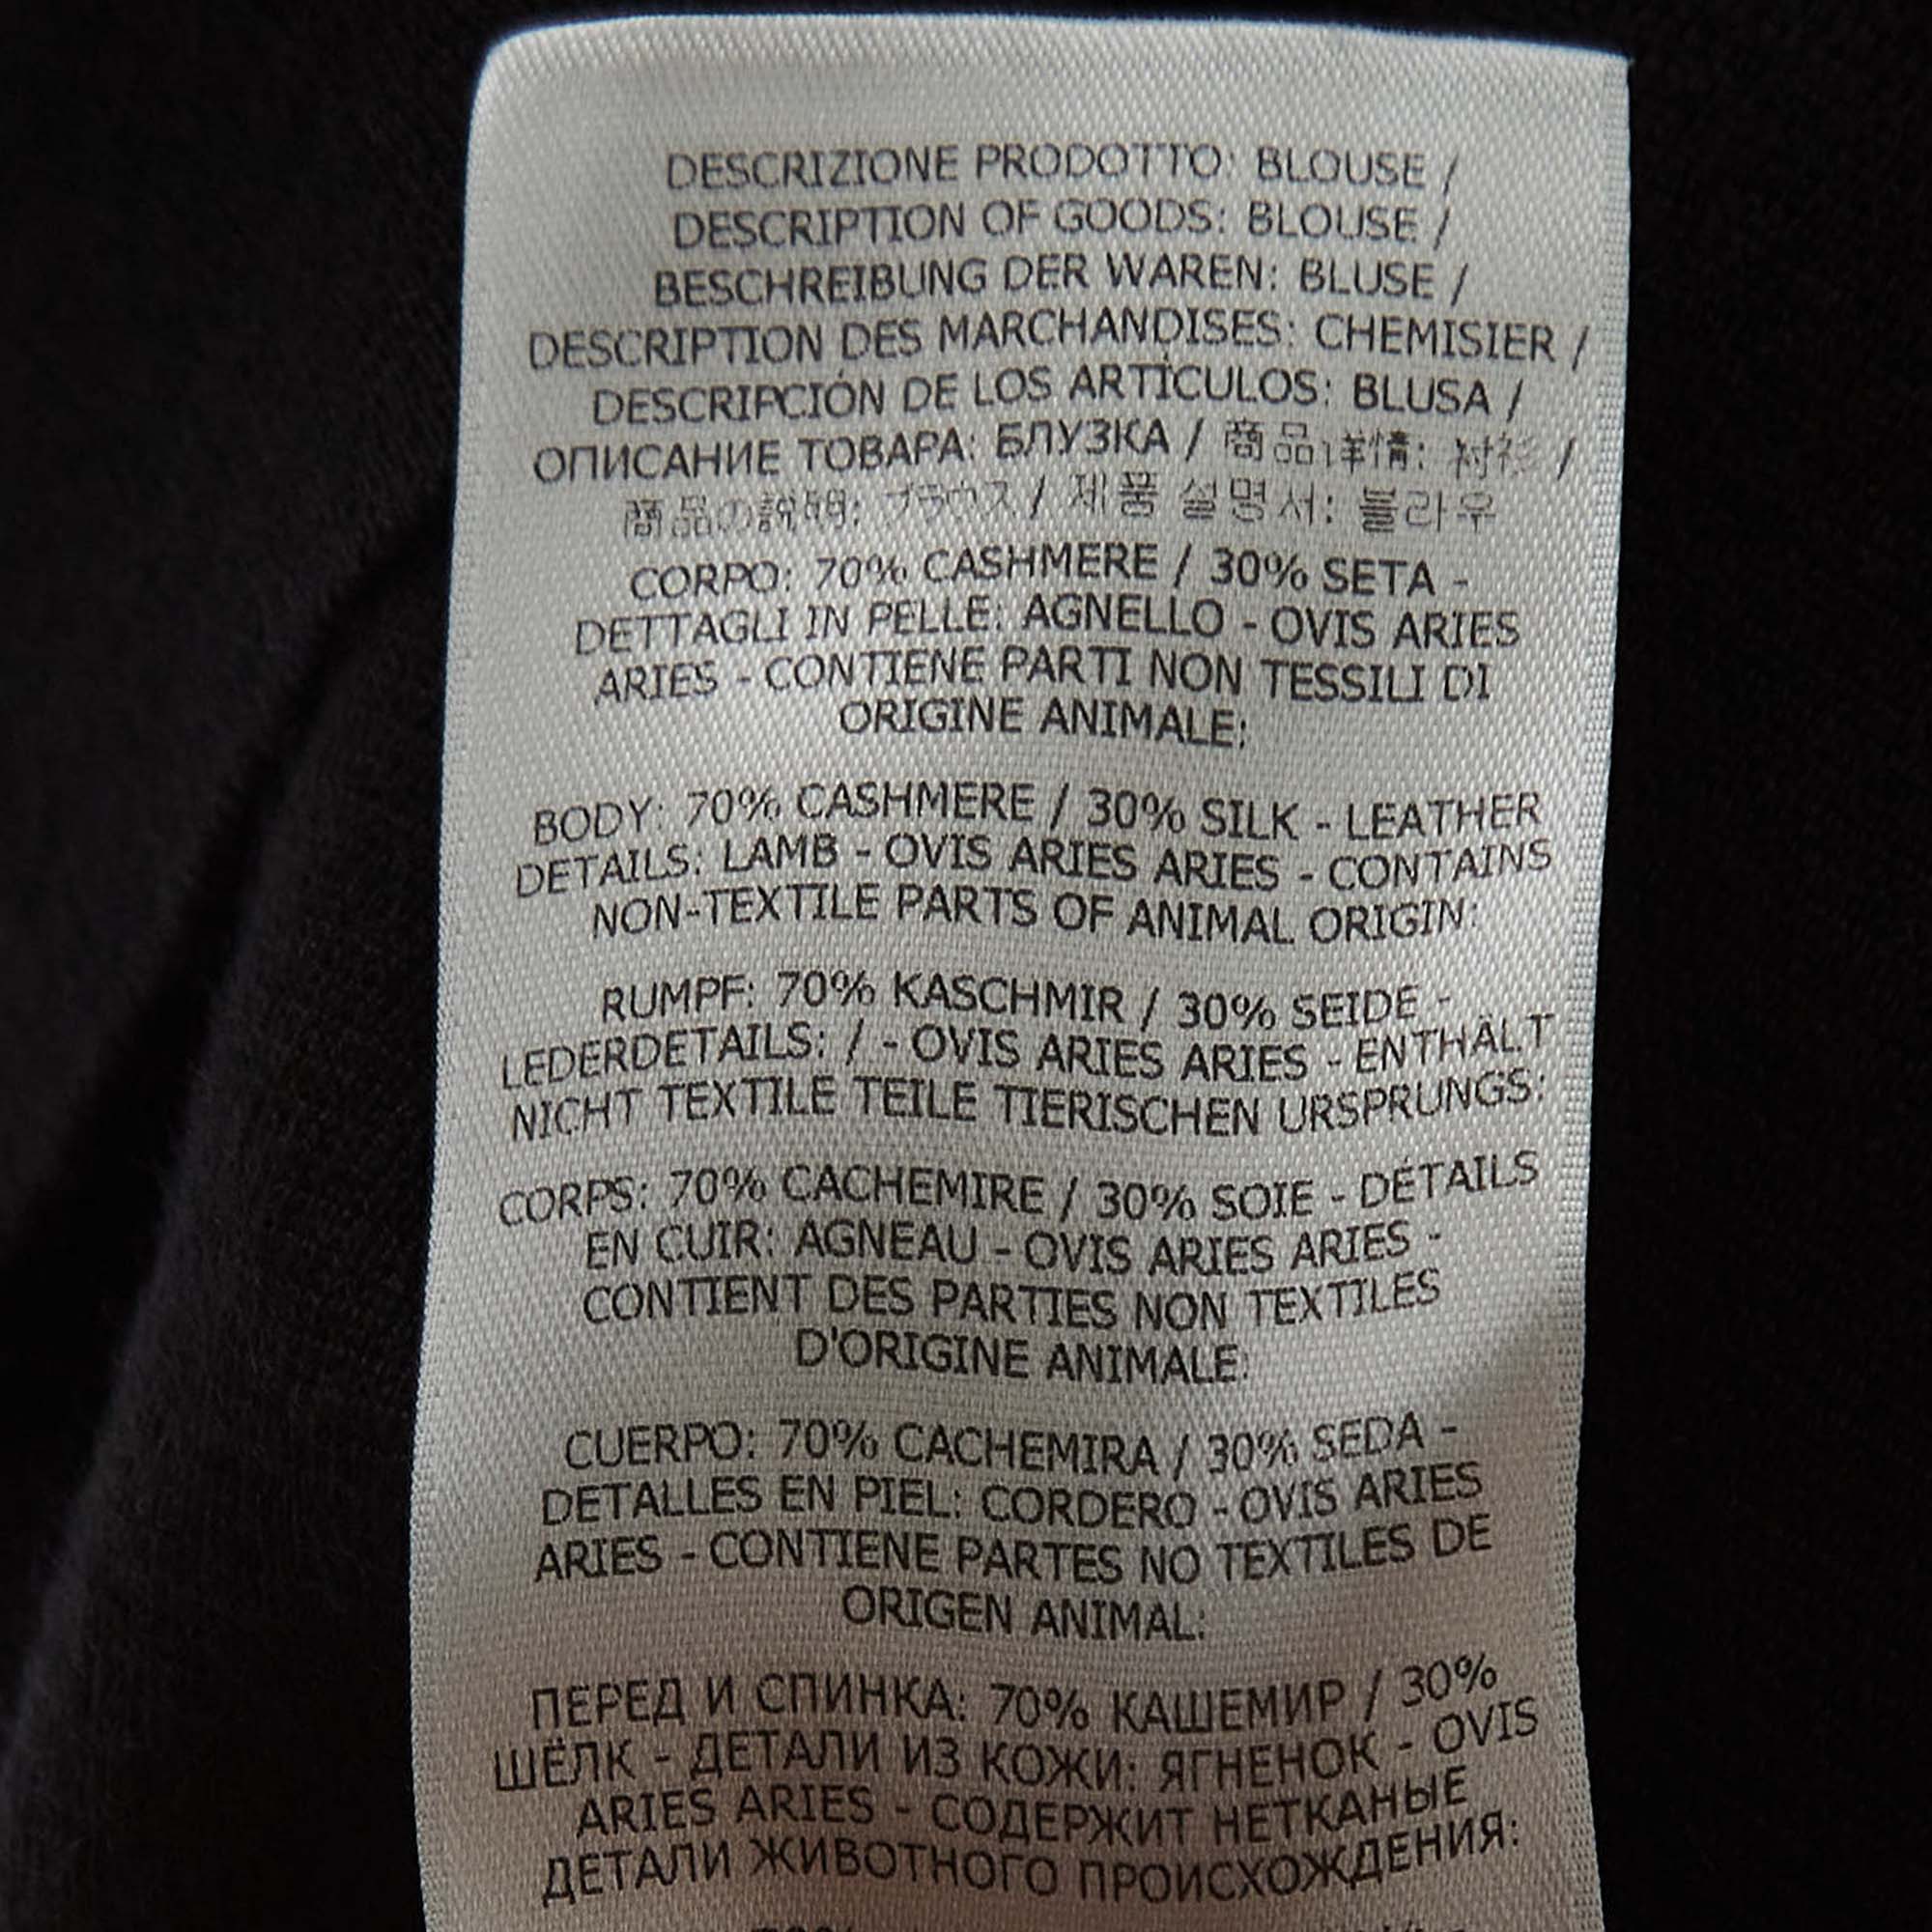 DESCRIZIONE PRODOTTO: BLOUSE /
DESCRIPTION OF GOODS: BLOUSE /
BESCHREIBUNG DER WAREN: BLUSE /
DESCRIPTION DES MARCHANDISES: CHEMISIER /
DESCRIPCIÓN DE LOS ARTÍCULOS: BLUSA /
ОПИСАНИЕ ТОВАРА: БЛУЗКА / 商品详情: 衬衫 /
商品の説明: ブラウス / 제품 설명서: 블라우
CORPO: 70% CASHMERE / 30% SETA -
DETTAGLI IN PELLE: AGNELLO - OVIS ARIES
ARIES - CONTIENE PARTI NON TESSILI DI
ORIGINE ANIMALE:
BODY: 70% CASHMERE / 30% SILK - LEATHER
DETAILS: LAMB - OVIS ARIES ARIES - CONTAINS
NON-TEXTILE PARTS OF ANIMAL ORIGIN:
RUMPF: 70% KASCHMIR / 30% SEIDE -
LEDERDETAILS: / - OVIS ARIES ARIES - ENTHÄLT
NICHT TEXTILE TEILE TIERISCHEN URSPRUNGS:
CORPS: 70% CACHEMIRE / 30% SOIE - DÉTAILS
EN CUIR: AGNEAU - OVIS ARIES ARIES -
CONTIENT DES PARTIES NON TEXTILES
D'ORIGINE ANIMALE:
CUERPO: 70% CACHEMIRA / 30% SEDA -
DETALLES EN PIEL: CORDERO - OVIS ARIES
ARIES - CONTIENE PARTES NO TEXTILES DE
ORIGEN ANIMAL:
ПЕРЕД И СПИНКА: 70% КАШЕМИР / 30%
ШЁЛК - ДЕТАЛИ ИЗ КОЖИ: ЯГНЕНОК - OVIS
ARIES ARIES - СОДЕРЖИТ НЕТКАНЫЕ
ДЕТАЛИ ЖИВОТНОГО ПРОИСХОЖДЕНИЯ: